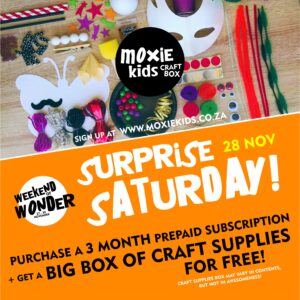 MOXIE
KIDS CRAFT
BOX
SIGN UP AT WWW.MOXIEKIDS.CO.ZA
WEEKEND
OF
WONDER
SURPRISE 28 NOV
SATURDAY!
PURCHASE A 3 MONTH PREPAID SUBSCRIPTION
+ GET A BIG BOX OF CRAFT SUPPLIES
FOR FREE!
CRAFT SUPPLIES BOX MAY VARY IN CONTENTS,
BUT NOT IN AWESOMENESS!